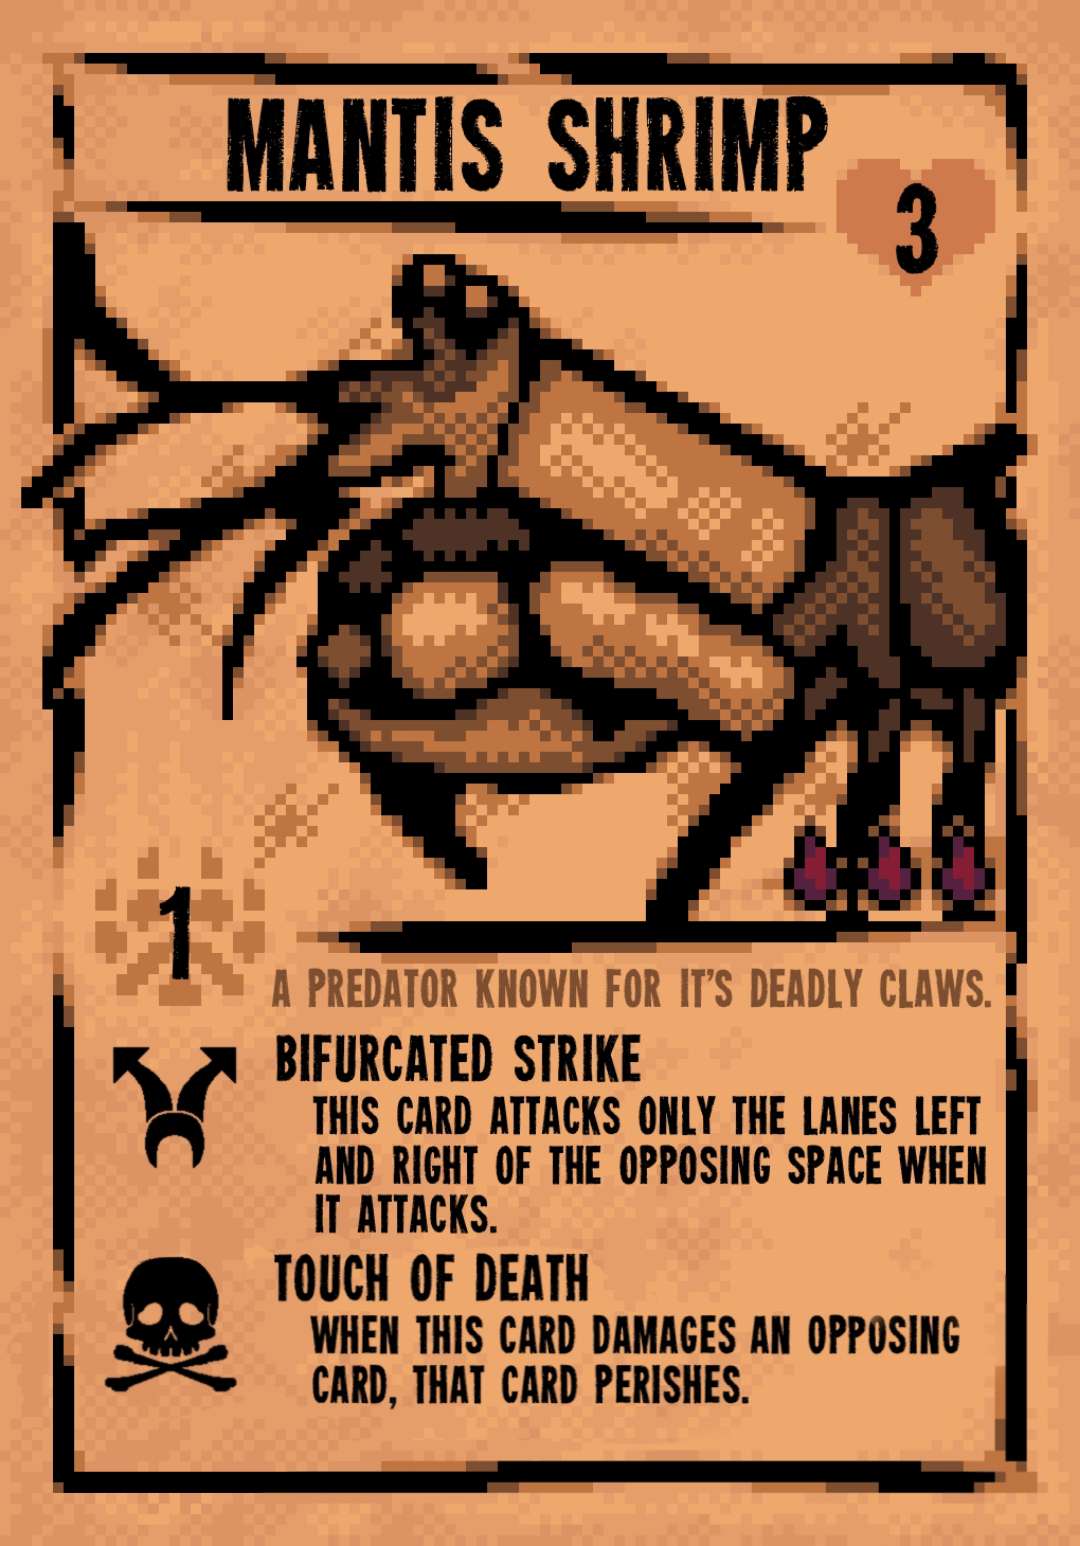 MANTIS SHRIMP
3
1
A PREDATOR KNOWN FOR IT'S DEADLY CLAWS.
BIFURCATED STRIKE
THIS CARD ATTACKS ONLY THE LANES LEFT
AND RIGHT OF THE OPPOSING SPACE WHEN
IT ATTACKS.
TOUCH OF DEATH
WHEN THIS CARD DAMAGES AN OPPOSING
CARD, THAT CARD PERISHES.